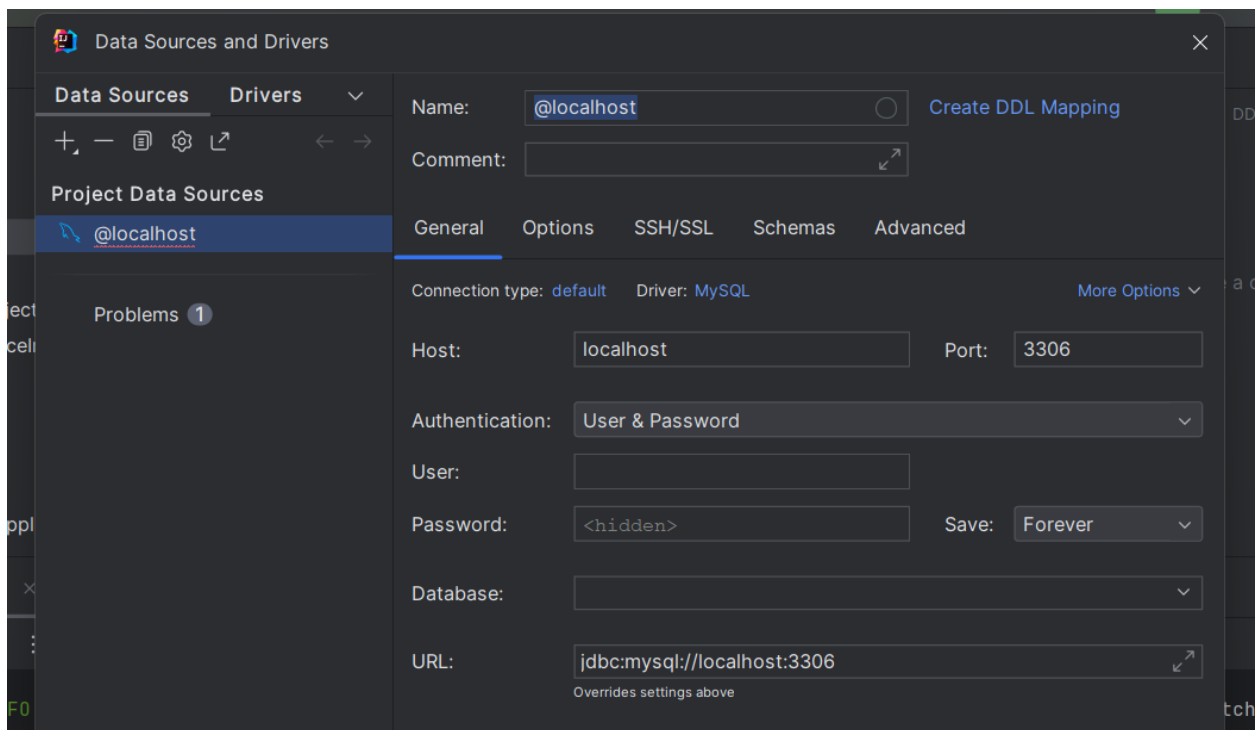 Data Sources and Drivers
Data Sources Drivers
Project Data Sources
@localhost
Problems 1
Name: @localhost Create DDL Mapping
Comment:
General Options SSH/SSL Schemas Advanced
Connection type: default Driver: MySQL More Options
Host: localhost Port: 3306
Authentication: User & Password
User:
Password: <hidden> Save: Forever
Database:
URL: jdbc:mysql://localhost:3306
Overrides settings above